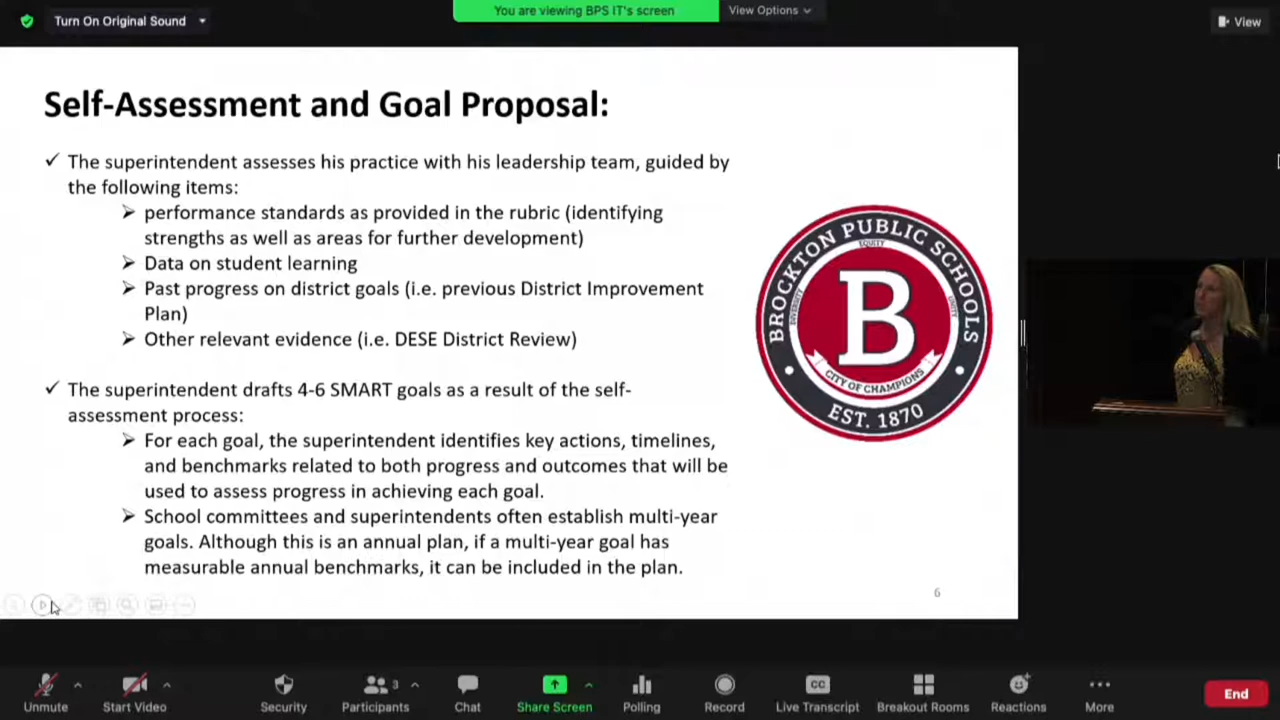 Turn On Original Sound
You are viewing BPS IT's screen
View Options
View
Self-Assessment and Goal Proposal:
The superintendent assesses his practice with his leadership team, guided by
the following items:
performance standards as provided in the rubric (identifying
strengths as well as areas for further development)
Data on student learning
Past progress on district goals (i.e. previous District Improvement
Plan)
Other relevant evidence (i.e. DESE District Review)
The superintendent drafts 4-6 SMART goals as a result of the self-
assessment process:
For each goal, the superintendent identifies key actions, timelines,
and benchmarks related to both progress and outcomes that will be
used to assess progress in achieving each goal.
School committees and superintendents often establish multi-year
goals. Although this is an annual plan, if a multi-year goal has
measurable annual benchmarks, it can be included in the plan.
BROCKTON PUBLIC SCHOOLS
EQUITY
DIVERSITY
UNITY
B
CITY OF CHAMPIONS
EST. 1870
6
Unmute
Start Video
Security
Participants
3
Chat
Share Screen
Polling
Record
CC
Live Transcript
Breakout Rooms
Reactions
More
End